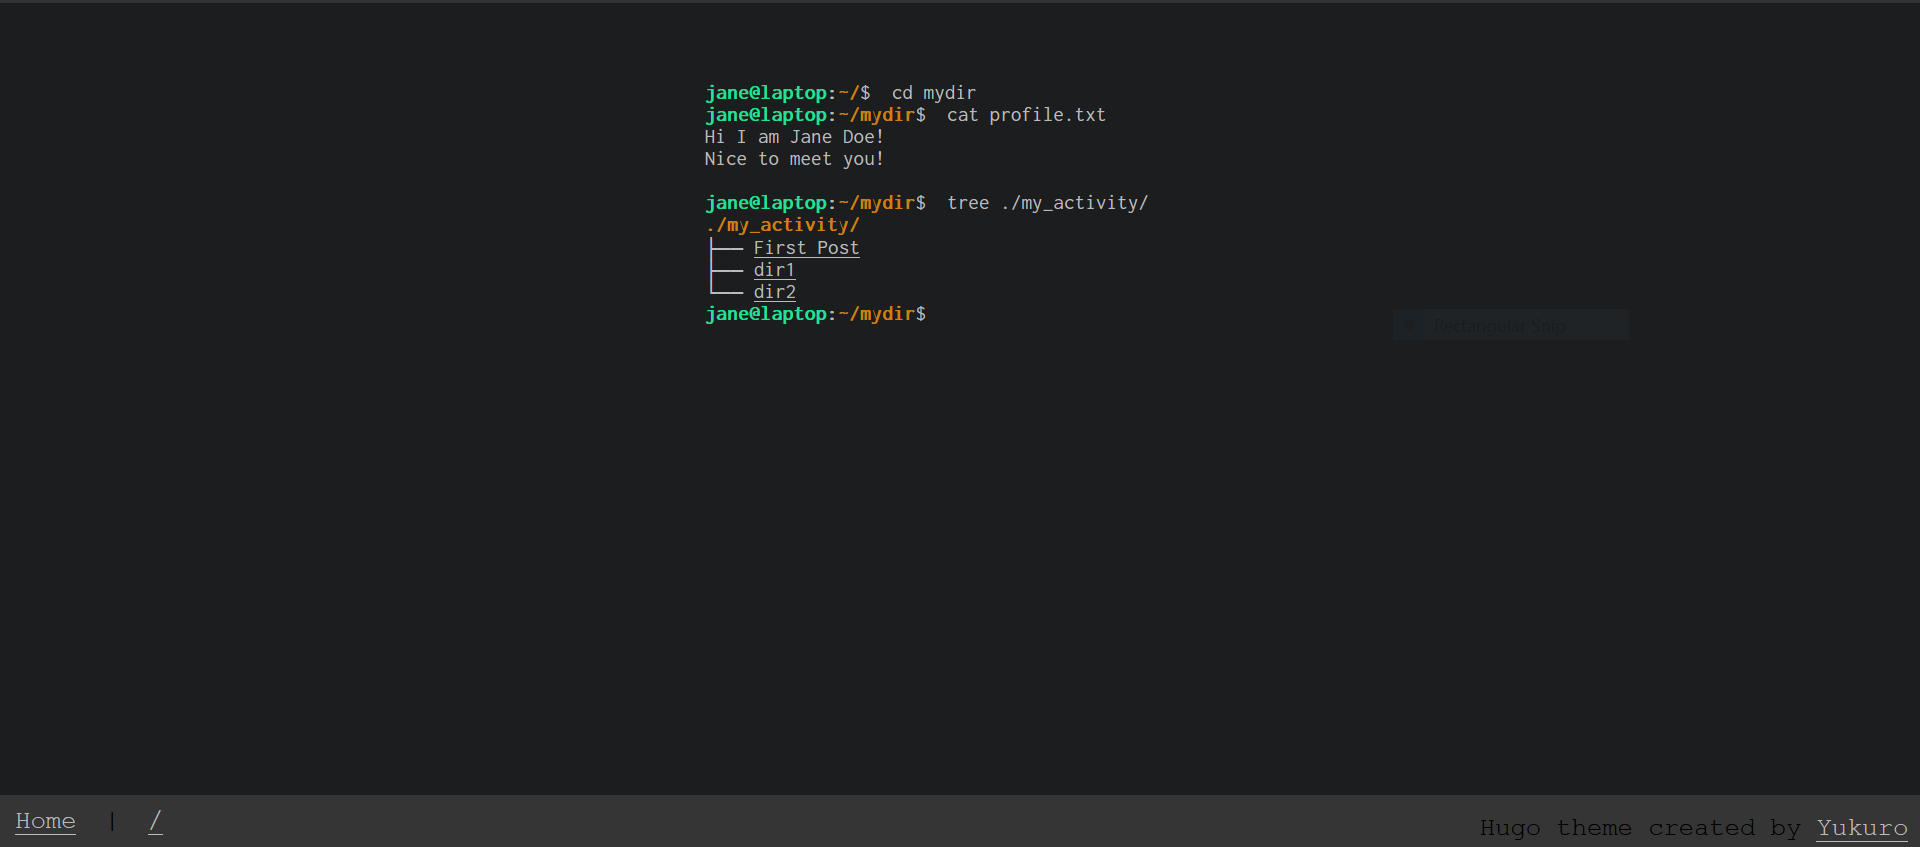 jane@laptop:~/$  cd mydir
jane@laptop:~/mydir$  cat profile.txt
Hi I am Jane Doe!
Nice to meet you!
jane@laptop:~/mydir$  tree ./my_activity/
./my_activity/
├── First Post
├── dir1
└── dir2
jane@laptop:~/mydir$
Rectangular Snip
Home | /
Hugo theme created by Yukuro